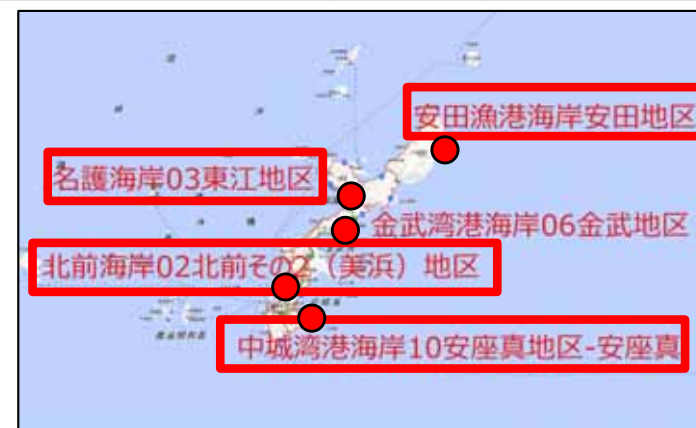 安田漁港海岸安田地区
名護海岸03東江地区
金武湾港海岸06金武地区
北前海岸02北前その2（美浜）地区
中城湾港海岸10安座真地区-安座真